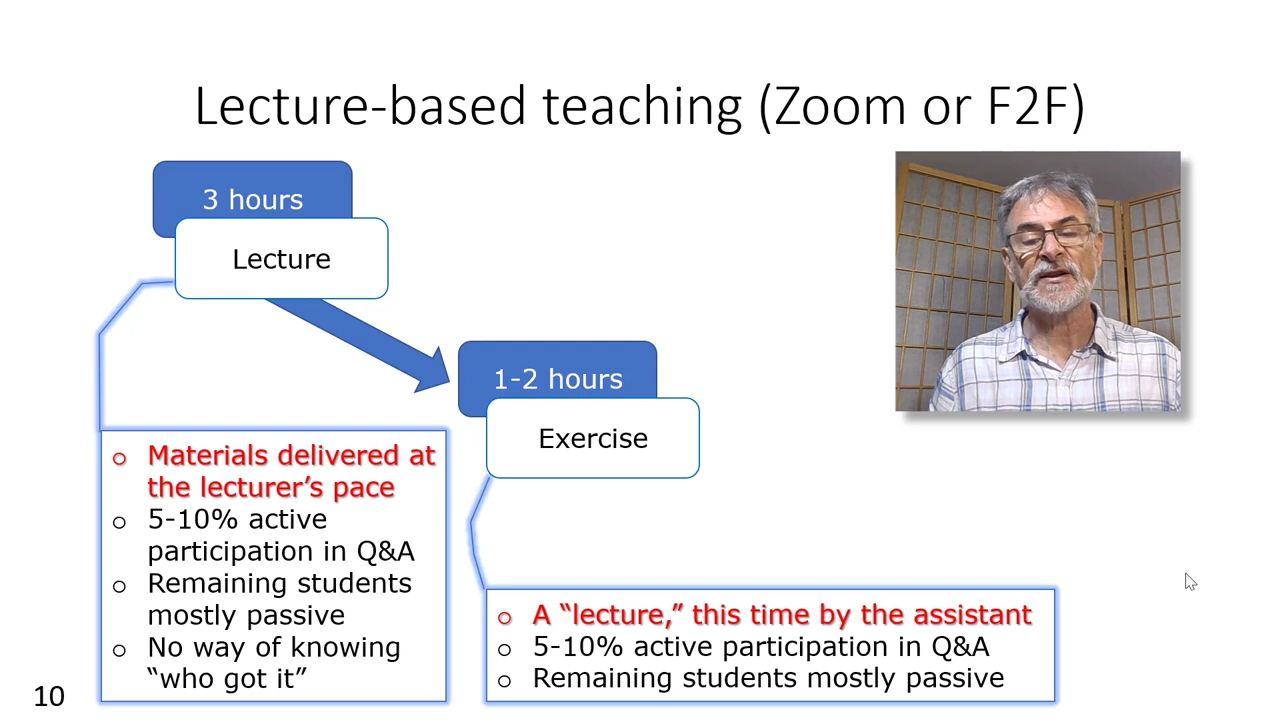 Lecture-based teaching (Zoom or F2F)
3 hours
Lecture
1-2 hours
Exercise
o Materials delivered at
the lecturer’s pace
o 5-10% active
participation in Q&A
o Remaining students
mostly passive
o No way of knowing
“who got it”
o A “lecture,” this time by the assistant
o 5-10% active participation in Q&A
o Remaining students mostly passive
10